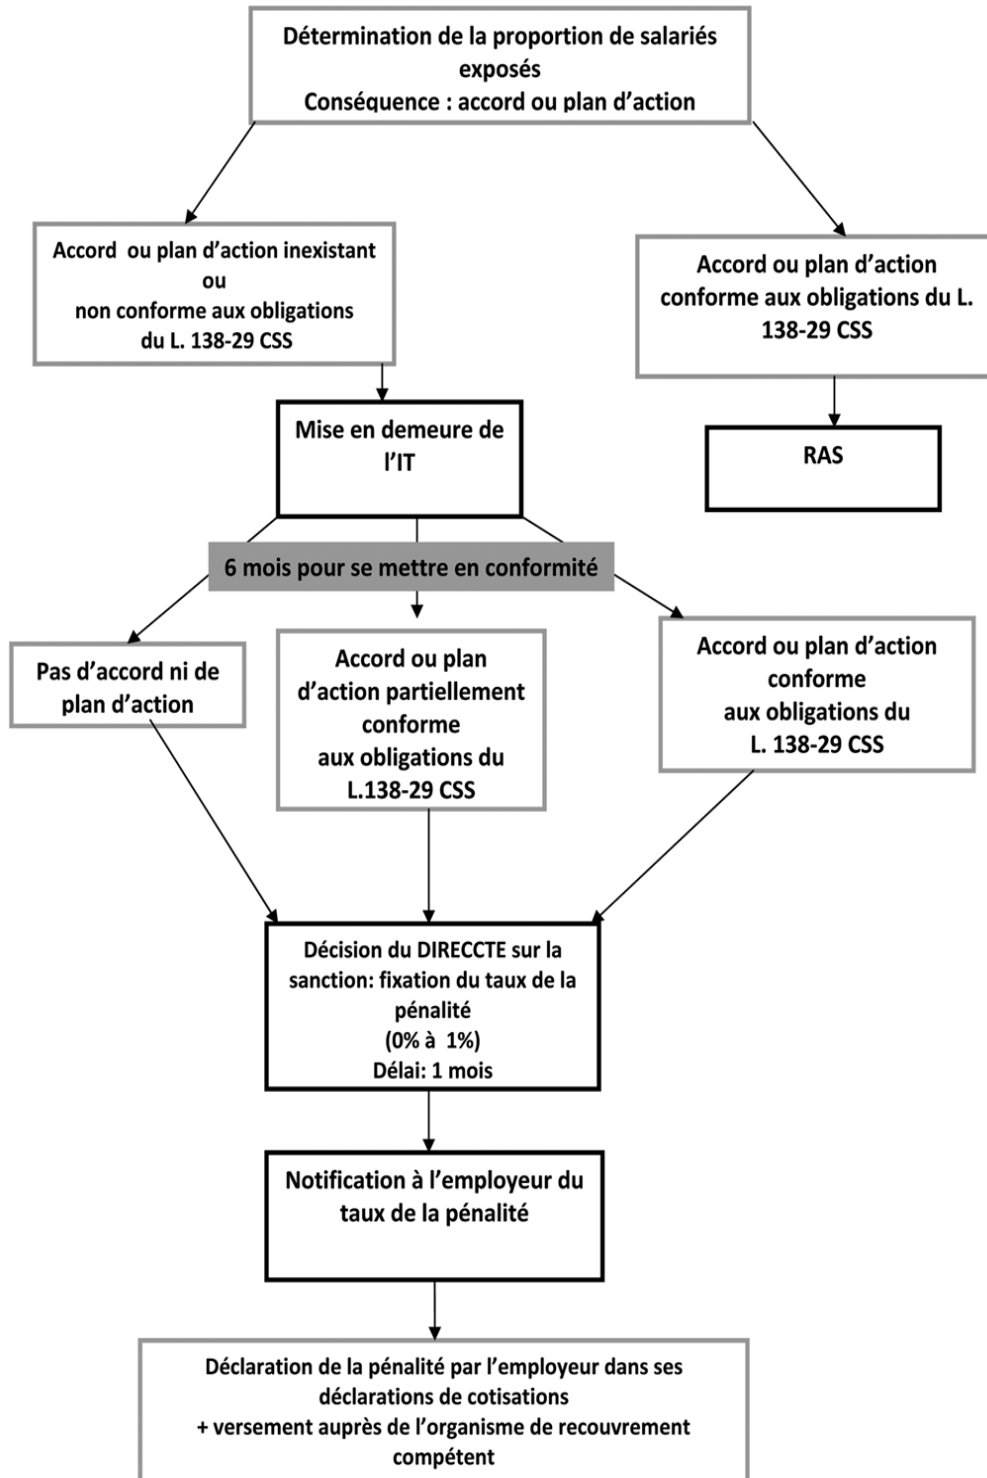 Détermination de la proportion de salariés
exposés
Conséquence : accord ou plan d’action
Accord ou plan d’action inexistant
ou
non conforme aux obligations
du L. 138-29 CSS
Accord ou plan d’action
conforme aux obligations du L.
138-29 CSS
Mise en demeure de
l’IT
RAS
6 mois pour se mettre en conformité
Pas d’accord ni de
plan d’action
Accord ou plan
d’action partiellement
conforme
aux obligations du
L.138-29 CSS
Accord ou plan d’action
conforme
aux obligations du
L. 138-29 CSS
Décision du DIRECCTE sur la
sanction: fixation du taux de la
pénalité
(0% à 1%)
Délai: 1 mois
Notification à l’employeur du
taux de la pénalité
Déclaration de la pénalité par l’employeur dans ses
déclarations de cotisations
+ versement auprès de l’organisme de recouvrement
compétent